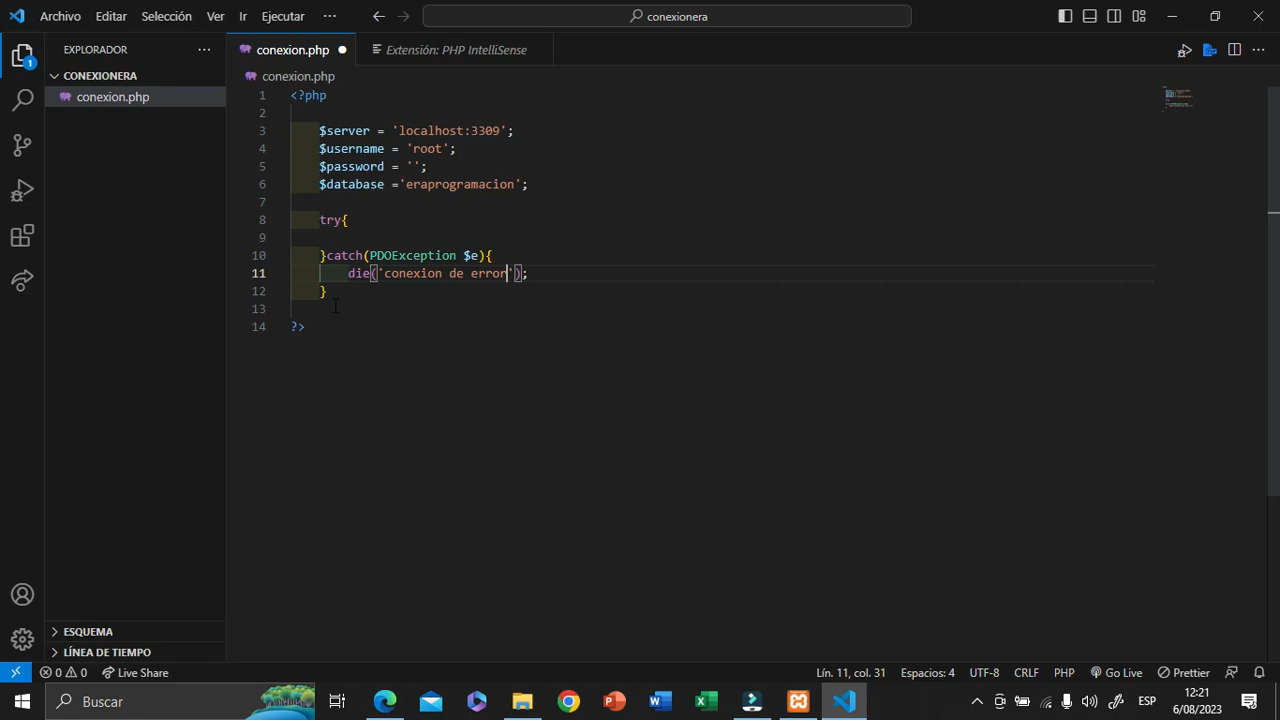 Archivo Editar Selección Ver Ir Ejecutar ··· conexionera
EXPLORADOR ···
CONEXIONERA
conexion.php
conexion.php Extensión: PHP IntelliSense
conexion.php
1 <?php
2
3 $server = 'localhost:3309';
4 $username = 'root';
5 $password = '';
6 $database ='eraprogramacion';
7
8 try{
9
10 }catch(PDOException $e){
11 die('conexion de error');
12 }
13
14 ?>
1
ESQUEMA
LÍNEA DE TIEMPO
0 0 Live Share Lín. 11, col. 31 Espacios: 4 UTF-8 CRLF PHP Go Live Prettier
Buscar
ESP
12:21
6/08/2023